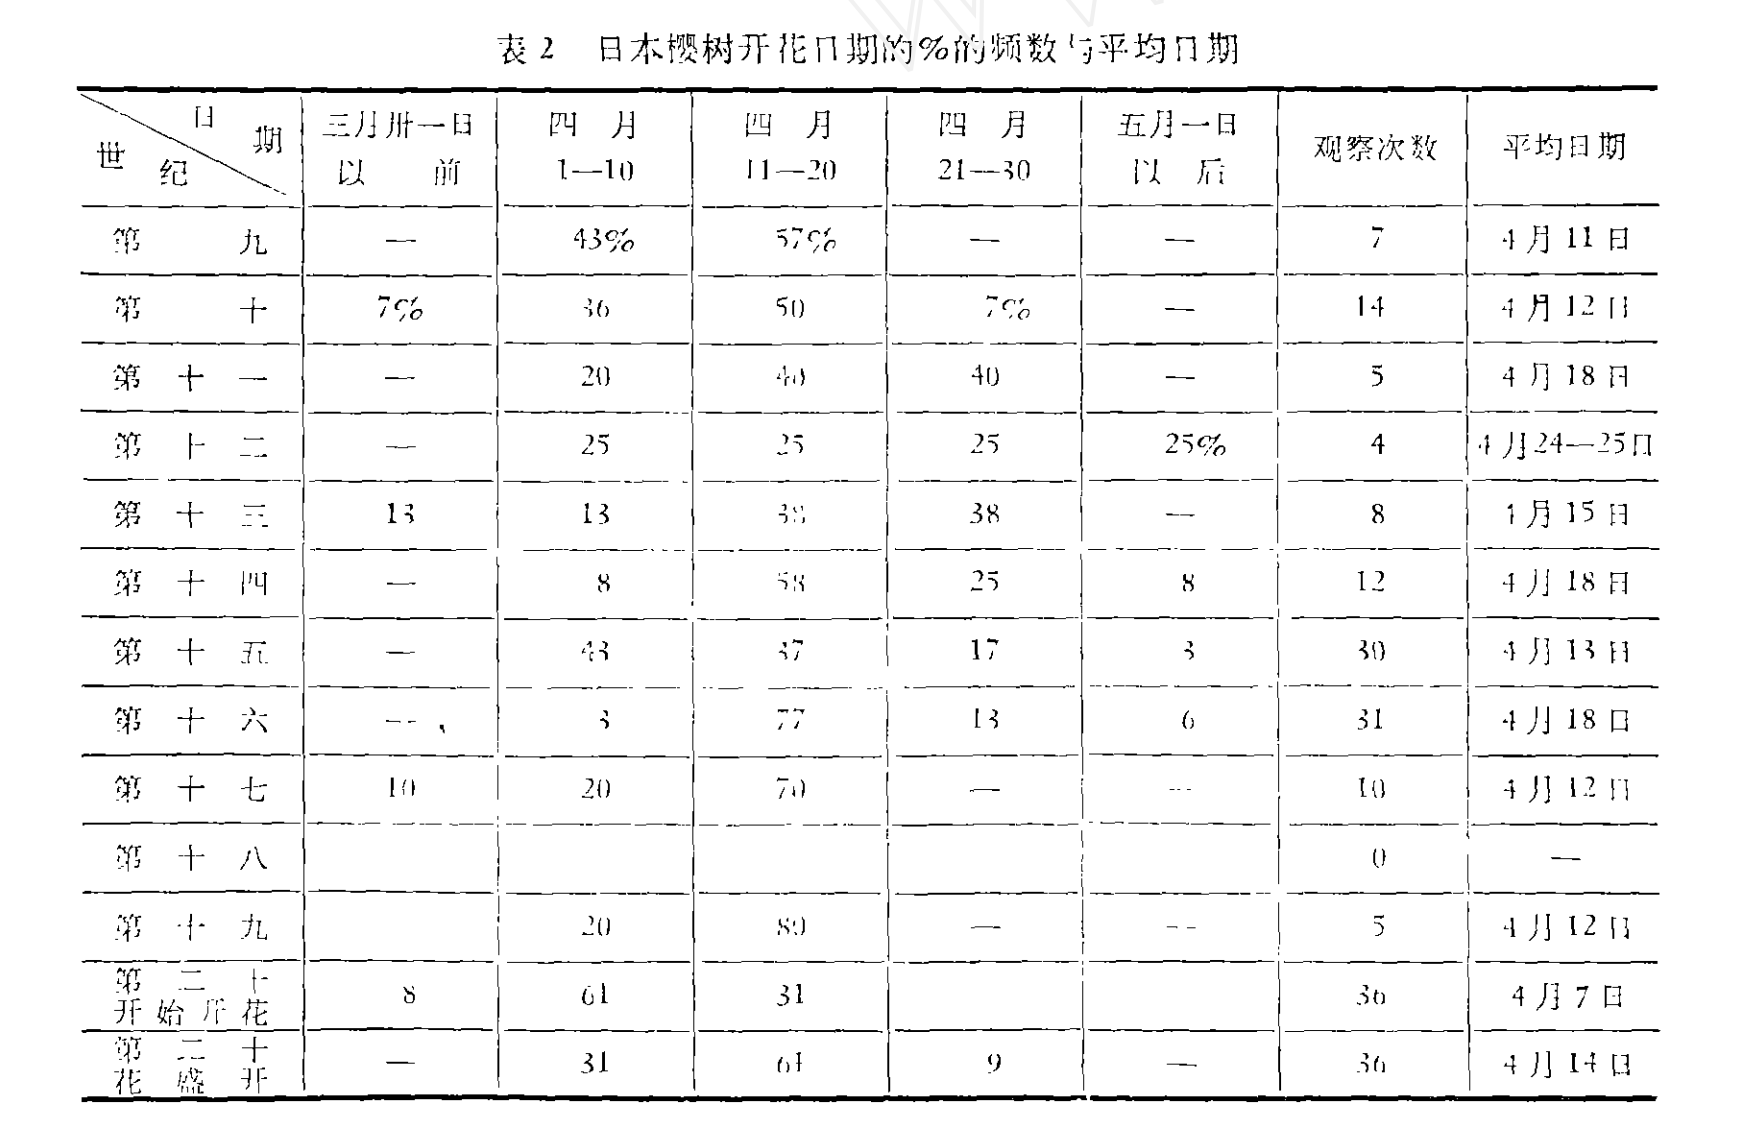 表 2 日本樱树开花日期的%的频数与平均日期
世纪 日期 三月卅一日以前 四月 1—10 四月 11—20 四月 21—30 五月一日以后 观察次数 平均日期
第九 — 43% 57% — — 7 4月11日
第十 7% 36 50 7% — 14 4月12日
第十一 — 20 40 40 — 5 4月18日
第十二 — 25 25 25 25% 4 4月24—25日
第十三 13 13 38 38 — 8 4月15日
第十四 — 8 58 25 8 12 4月18日
第十五 — 43 37 17 3 30 4月13日
第十六 — 3 77 13 6 31 4月18日
第十七 10 20 70 — — 10 4月12日
第十八 0 —
第十九 20 80 — — 5 4月12日
第二十开始开花 8 61 31 36 4月7日
第二十花盛开 — 31 61 9 — 36 4月14日